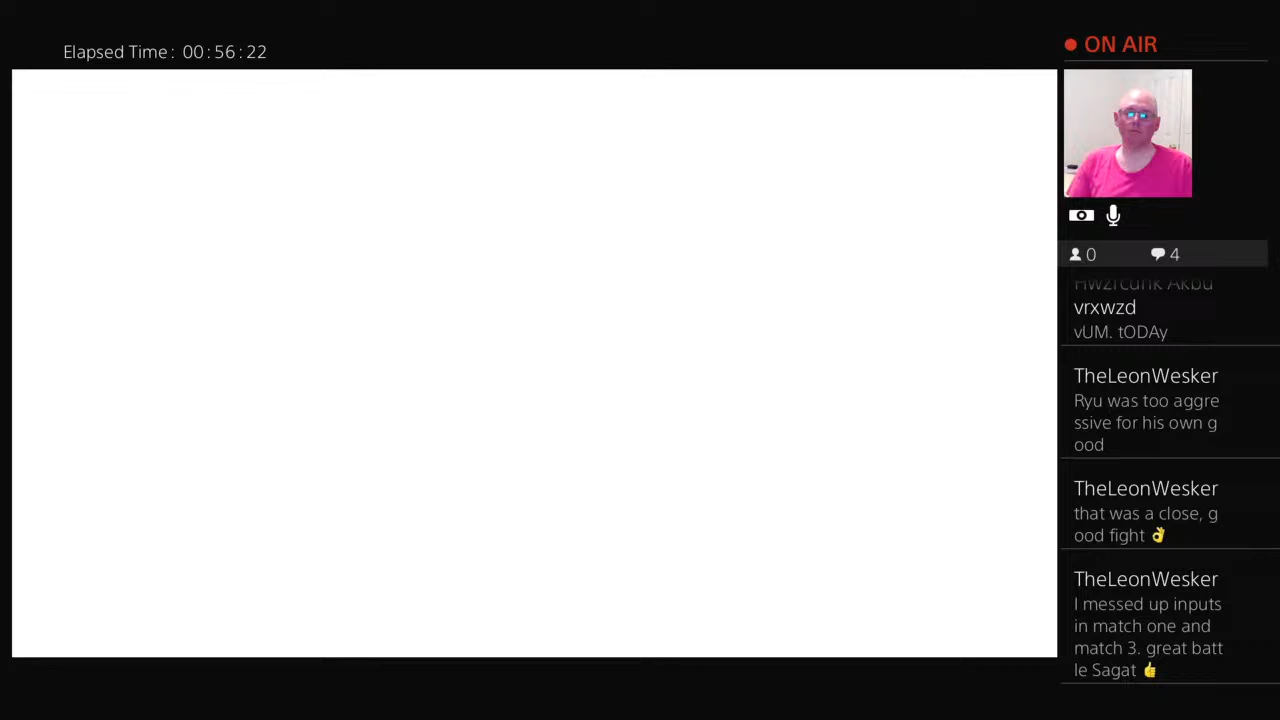 Elapsed Time: 00:56:22
ON AIR
0 4
vrxwzd
vUM. tODAy
TheLeonWesker
Ryu was too aggre
ssive for his own g
ood
TheLeonWesker
that was a close, g
ood fight 👌
TheLeonWesker
I messed up inputs
in match one and
match 3. great batt
le Sagat 👍